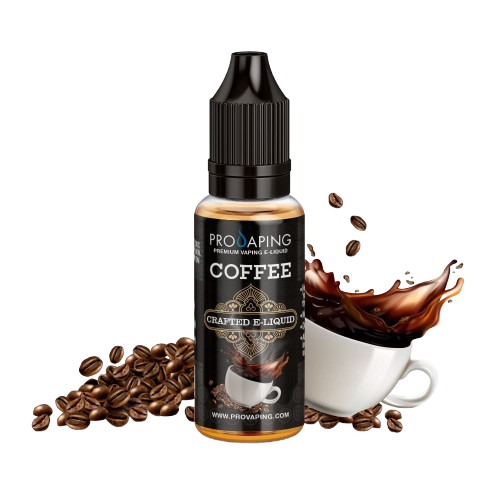 PROVAPING
PREMIUM VAPING E-LIQUID
COFFEE
CRAFTED E-LIQUID
WWW.PROVAPING.COM